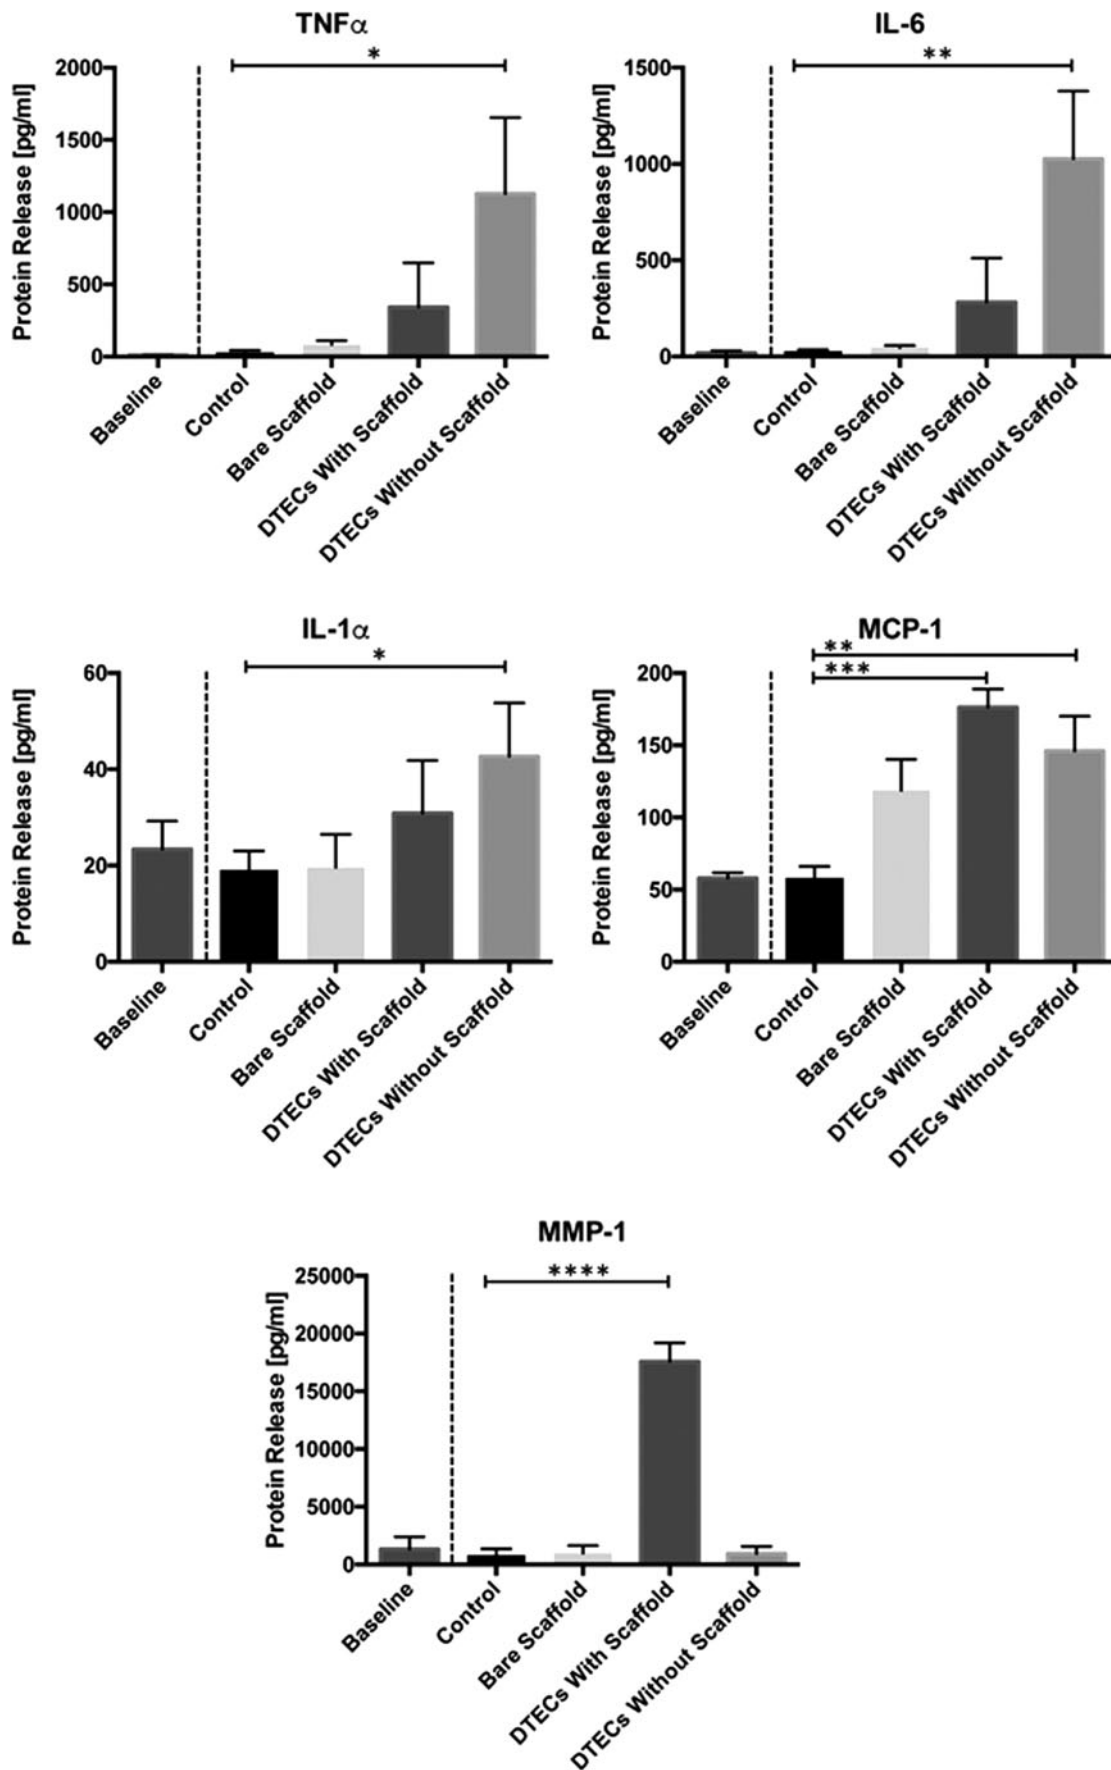 TNFα
*
Protein Release [pg/ml]
2000
1500
1000
500
0
Baseline
Control
Bare Scaffold
DTECs With Scaffold
DTECs Without Scaffold
IL-6
**
Protein Release [pg/ml]
1500
1000
500
0
Baseline
Control
Bare Scaffold
DTECs With Scaffold
DTECs Without Scaffold
IL-1α
*
Protein Release [pg/ml]
60
40
20
0
Baseline
Control
Bare Scaffold
DTECs With Scaffold
DTECs Without Scaffold
MCP-1
**
***
Protein Release [pg/ml]
200
150
100
50
0
Baseline
Control
Bare Scaffold
DTECs With Scaffold
DTECs Without Scaffold
MMP-1
****
Protein Release [pg/ml]
25000
20000
15000
10000
5000
0
Baseline
Control
Bare Scaffold
DTECs With Scaffold
DTECs Without Scaffold